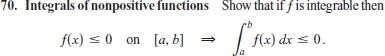 70. Integrals of nonpositive functions Show that if f is integrable then
f(x) ≤ 0 on [a, b] ⇒ ∫_a^b f(x) dx ≤ 0.